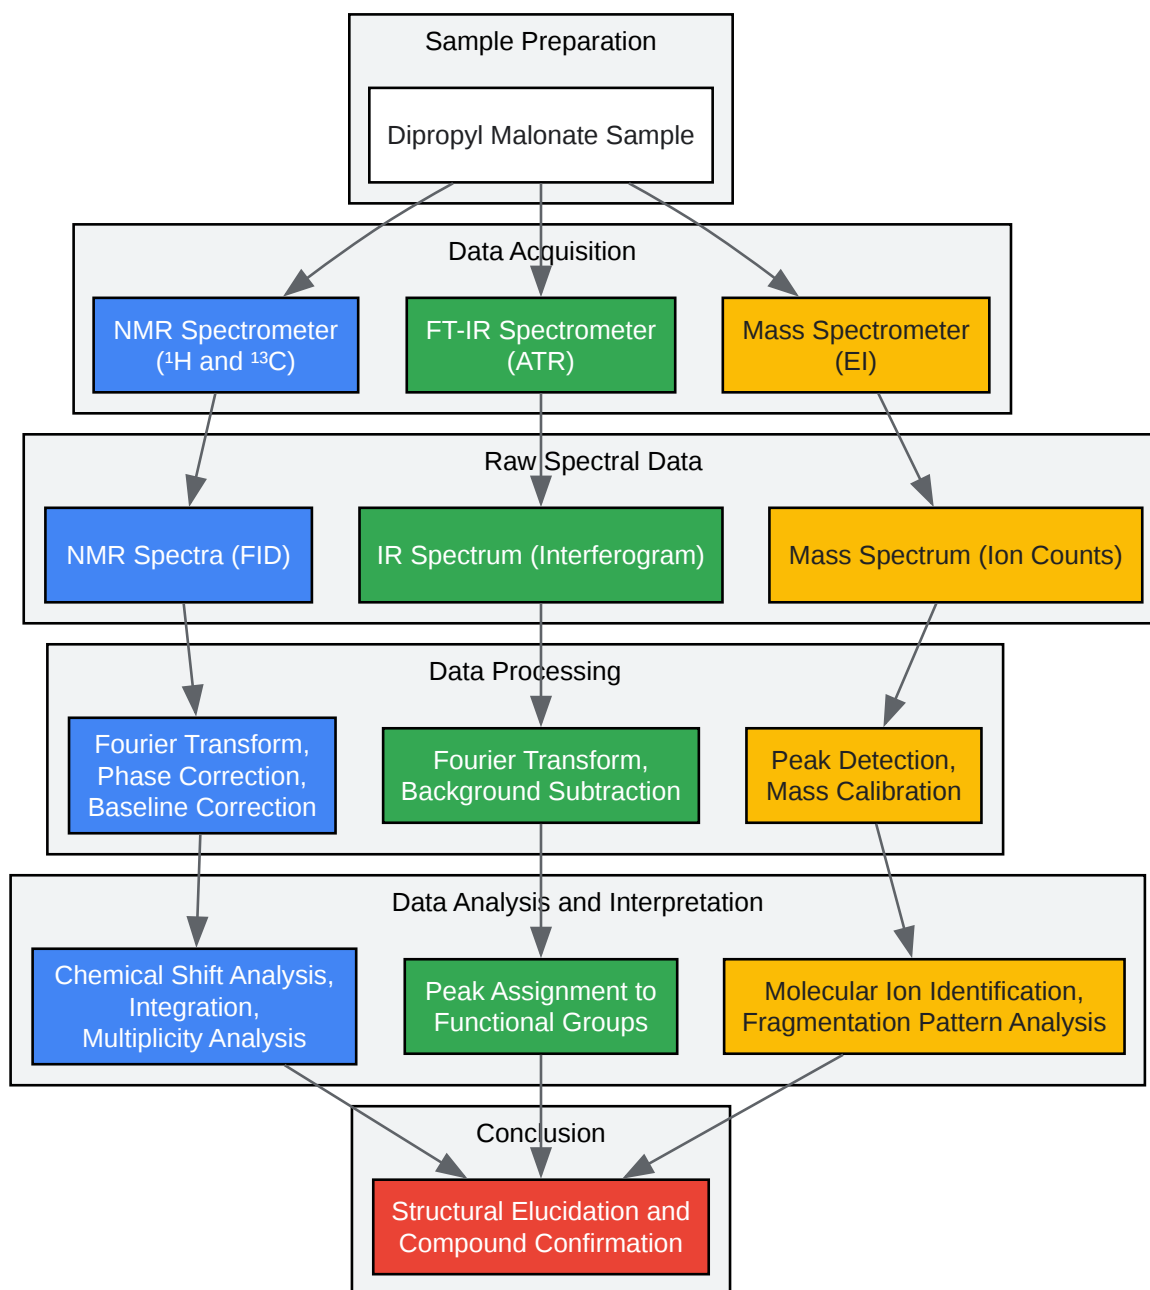 Sample Preparation
Dipropyl Malonate Sample
Data Acquisition
NMR Spectrometer
(¹H and ¹³C)
FT-IR Spectrometer
(ATR)
Mass Spectrometer
(EI)
Raw Spectral Data
NMR Spectra (FID)
IR Spectrum (Interferogram)
Mass Spectrum (Ion Counts)
Data Processing
Fourier Transform,
Phase Correction,
Baseline Correction
Fourier Transform,
Background Subtraction
Peak Detection,
Mass Calibration
Data Analysis and Interpretation
Chemical Shift Analysis,
Integration,
Multiplicity Analysis
Peak Assignment to
Functional Groups
Molecular Ion Identification,
Fragmentation Pattern Analysis
Conclusion
Structural Elucidation and
Compound Confirmation